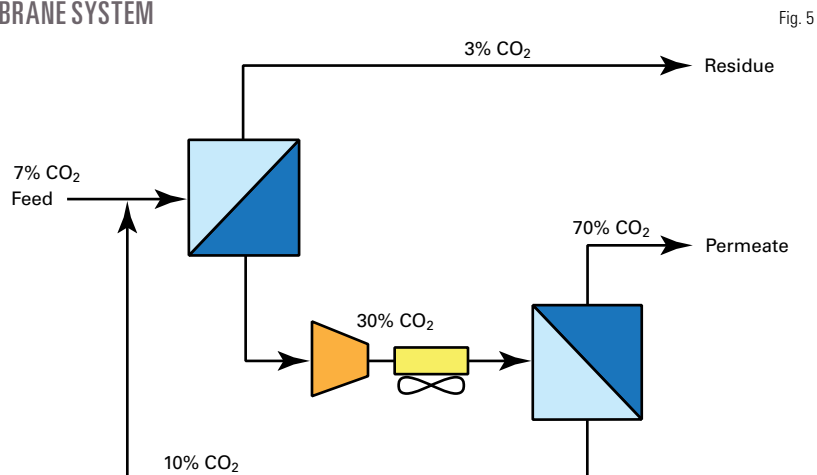 BRANE SYSTEM
Fig. 5
3% CO₂
Residue
7% CO₂
Feed
70% CO₂
Permeate
30% CO₂
10% CO₂